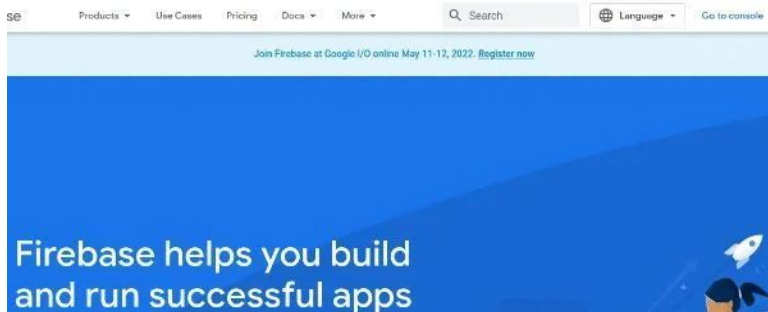 se Products Use Cases Pricing Docs More Search Language Go to console
Join Firebase at Google I/O online May 11-12, 2022. Register now
Firebase helps you build
and run successful apps